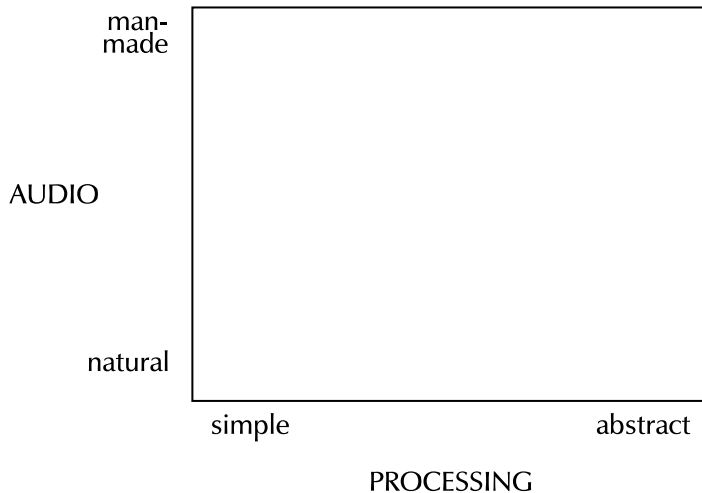 man-
made
AUDIO
natural
simple abstract
PROCESSING